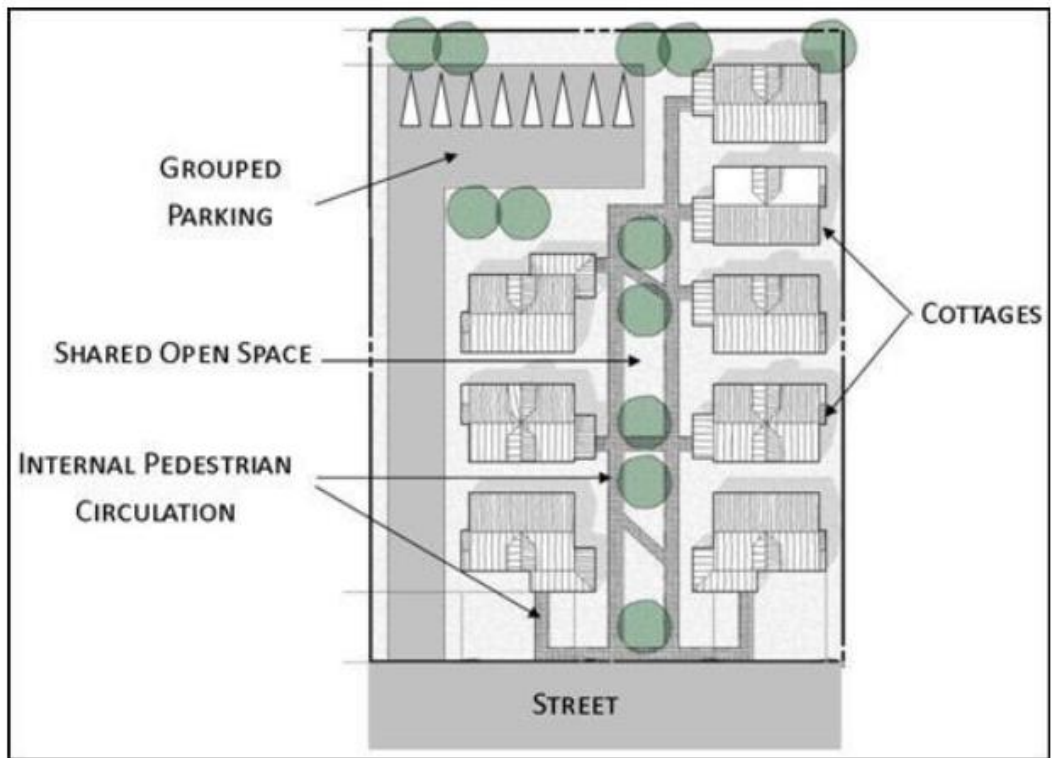 GROUPED
PARKING
COTTAGES
SHARED OPEN SPACE
INTERNAL PEDESTRIAN
CIRCULATION
STREET